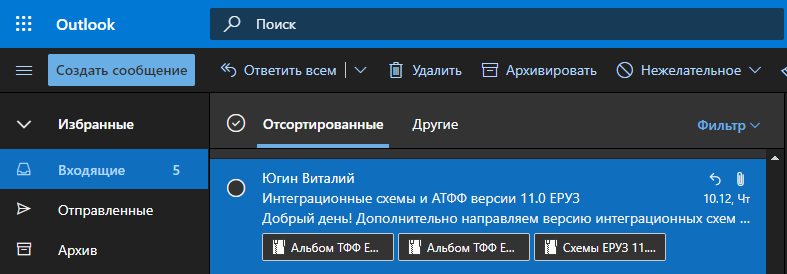 Outlook
Поиск
Создать сообщение
Ответить всем
Удалить
Архивировать
Нежелательное
Избранные
Отсортированные
Другие
Фильтр
Входящие 5
Отправленные
Архив
Югин Виталий
Интеграционные схемы и АТФФ версии 11.0 ЕРУЗ
10.12, Чт
Добрый день! Дополнительно направляем версию интеграционных схем ...
Альбом ТФФ Е...
Альбом ТФФ Е...
Схемы ЕРУЗ 11....